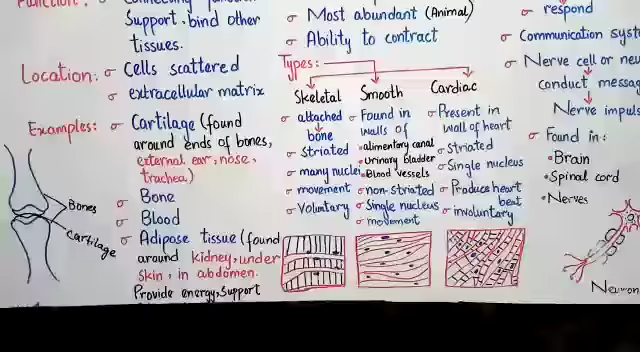 Function:
Support. bind other
tissues.
Location: Cells scattered
extracellular matrix
Examples: Cartilage (found
around ends of bones,
external ear, nose,
trachea)
Bone
Blood
Adipose tissue (found
around kidney, under
skin, in abdomen.
Provide energy, support
Bones
Cartilage
Most abundant (Animal)
Ability to contract
Types:
Skeletal
attached
bone
Striated
many nuclei
movement
Voluntary
Smooth
Found in
walls of
alimentary canal
Urinary bladder
Blood vessels
non-striated
Single nucleus
movement
Cardiac
Present in
wall of heart
Striated
Single nucleus
Produce heart
beat
involuntary
respond
Communication syst
Nerve cell or neu
conduct messag
Nerve impuls
Found in:
Brain
Spinal cord
Nerves
Neuron